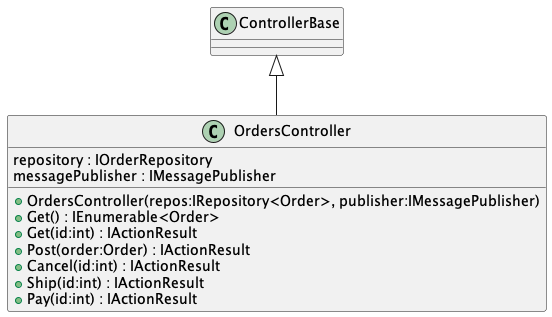 C ControllerBase
C OrdersController
repository : IOrderRepository
messagePublisher : IMessagePublisher
OrdersController(repos:IRepository<Order>, publisher:IMessagePublisher)
Get() : IEnumerable<Order>
Get(id:int) : IActionResult
Post(order:Order) : IActionResult
Cancel(id:int) : IActionResult
Ship(id:int) : IActionResult
Pay(id:int) : IActionResult